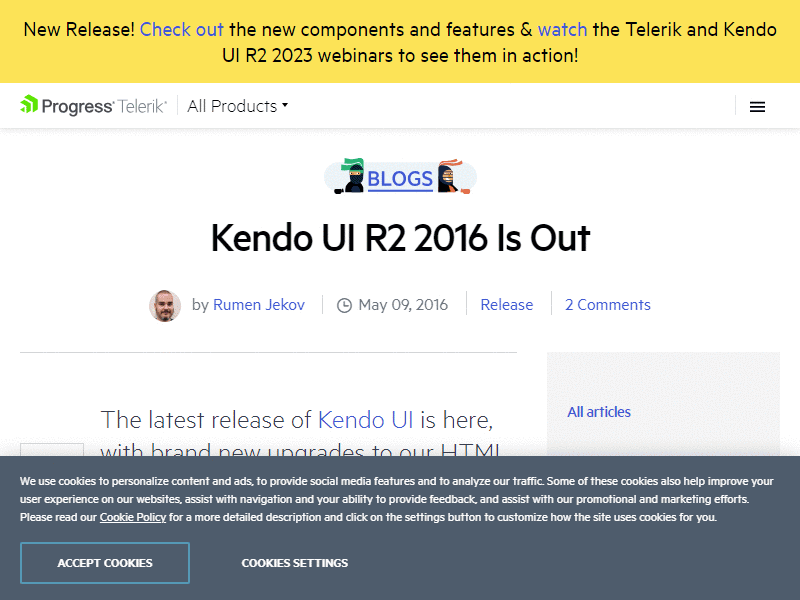 New Release! Check out the new components and features & watch the Telerik and Kendo
UI R2 2023 webinars to see them in action!
Progress Telerik All Products
BLOGS
Kendo UI R2 2016 Is Out
by Rumen Jekov May 09, 2016 Release 2 Comments
The latest release of Kendo UI is here,
with brand new upgrades to our HTML
All articles
We use cookies to personalize content and ads, to provide social media features and to analyze our traffic. Some of these cookies also help improve your
user experience on our websites, assist with navigation and your ability to provide feedback, and assist with our promotional and marketing efforts.
Please read our Cookie Policy for a more detailed description and click on the settings button to customize how the site uses cookies for you.
ACCEPT COOKIES COOKIES SETTINGS